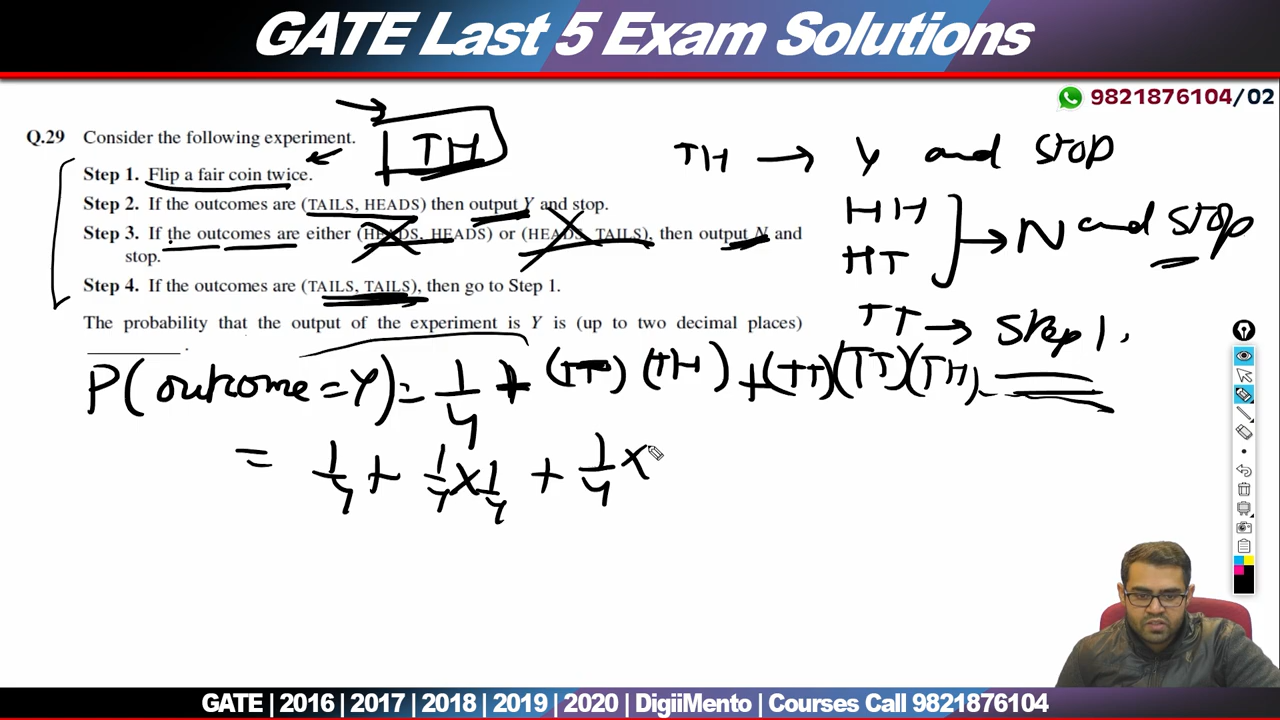 GATE Last 5 Exam Solutions
9821876104/02
Q.29 Consider the following experiment.
TH
Step 1. Flip a fair coin twice.
Step 2. If the outcomes are (TAILS, HEADS) then output Y and stop.
Step 3. If the outcomes are either (HEADS, HEADS) or (HEADS, TAILS), then output N and
stop.
Step 4. If the outcomes are (TAILS, TAILS), then go to Step 1.
The probability that the output of the experiment is Y is (up to two decimal places)
__________ .
TH → Y and stop
HH
HT
→ N and stop
TT → Step 1.
P(outcome = Y) = 1/4 + (TT) (TH) + (TT)(TT)(TH)
= 1/4 + 1/4 x 1/4 + 1/4 x
GATE | 2016 | 2017 | 2018 | 2019 | 2020 | DigiiMento | Courses Call 9821876104